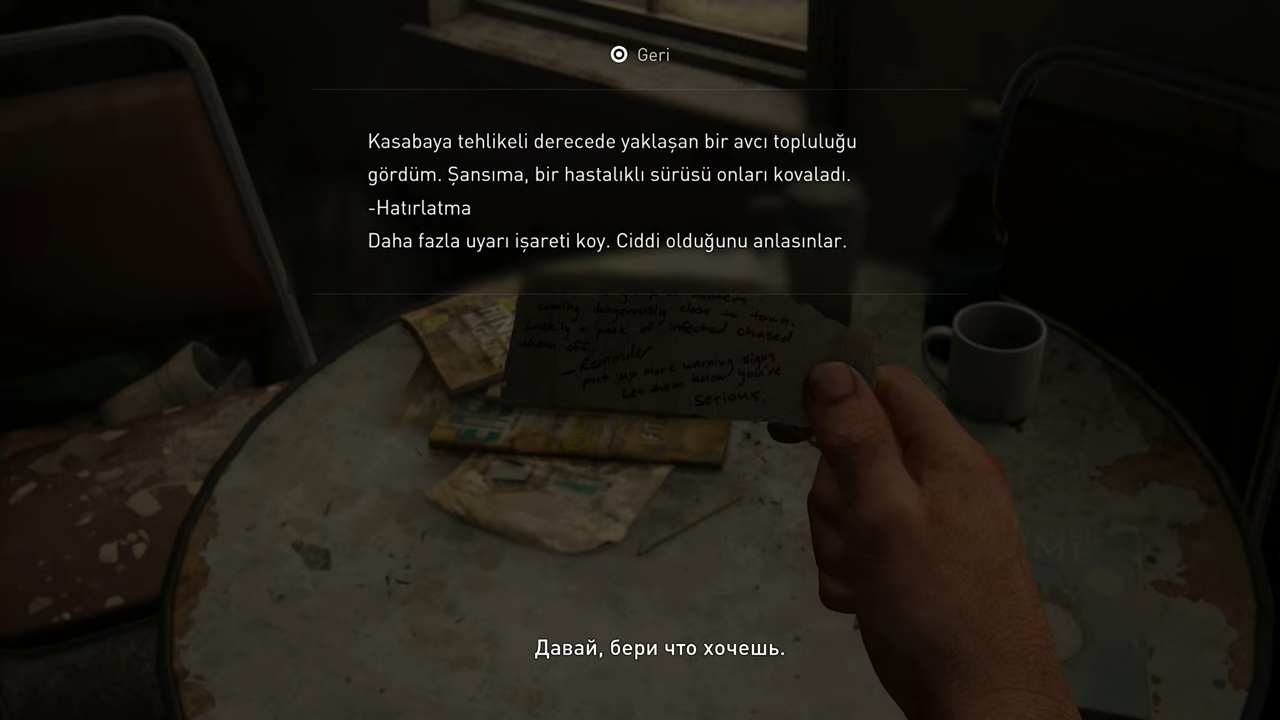 Geri
Kasabaya tehlikeli derecede yaklaşan bir avcı topluluğu
gördüm. Şansıma, bir hastalıklı sürüsü onları kovaladı.
-Hatırlatma
Daha fazla uyarı işareti koy. Ciddi olduğunu anlasınlar.
coming dangerously close to town.
Luckily a pack of infected chased
them off.
- Reminder
put up more warning signs
Let them know you're
serious.
Давай, бери что хочешь.